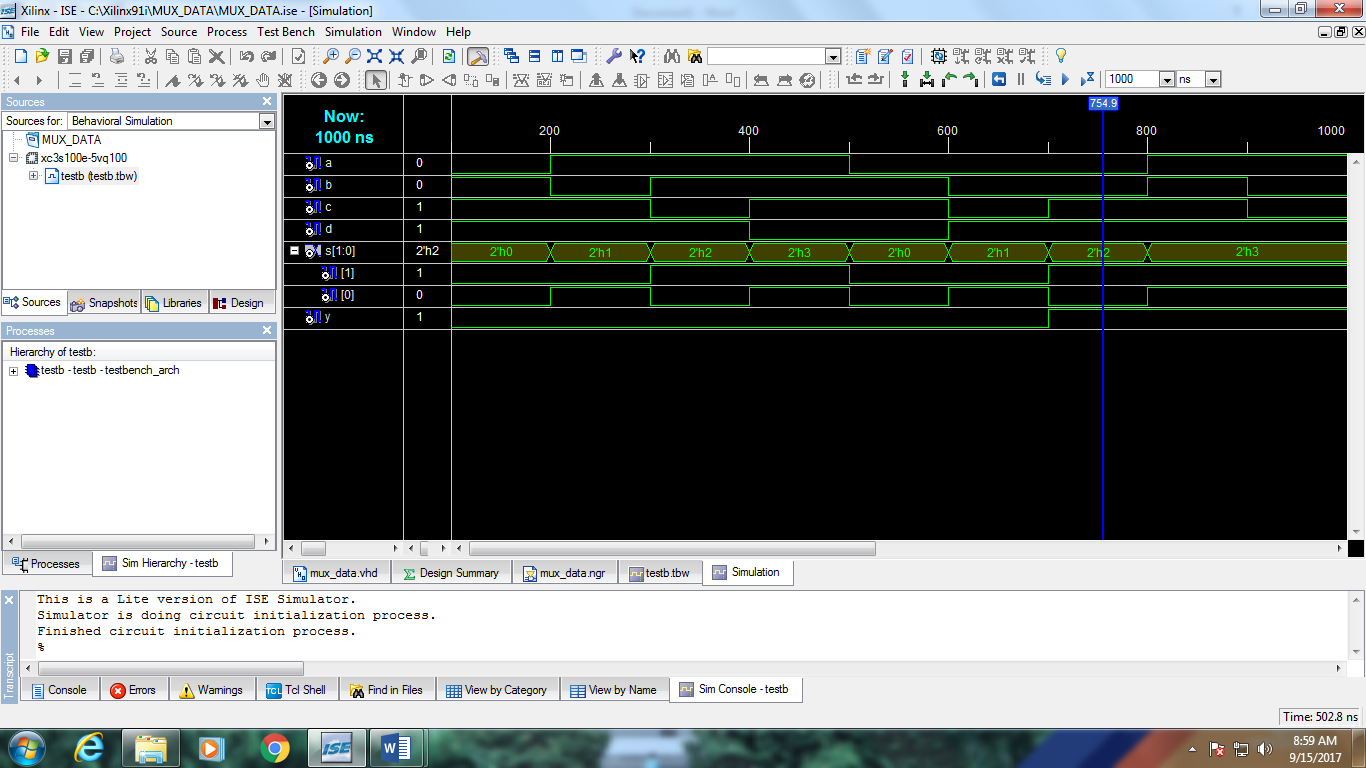 Xilinx - ISE - C:\Xilinx91i\MUX_DATA\MUX_DATA.ise - [Simulation]
File Edit View Project Source Process Test Bench Simulation Window Help
1000 ns
Sources
Sources for: Behavioral Simulation
MUX_DATA
xc3s100e-5vq100
testb (testb.tbw)
Sources Snapshots Libraries Design
Processes
Hierarchy of testb:
testb - testb - testbench_arch
Processes Sim Hierarchy - testb
Now:
1000 ns
754.9
200 400 600 800 1000
a 0
b 0
c 1
d 1
s[1:0] 2'h2 2'h0 2'h1 2'h2 2'h3 2'h0 2'h1 2'h2 2'h3
[1] 1
[0] 0
y 1
mux_data.vhd Design Summary mux_data.ngr testb.tbw Simulation
This is a Lite version of ISE Simulator.
Simulator is doing circuit initialization process.
Finished circuit initialization process.
%
Transcript
Console Errors Warnings Tcl Shell Find in Files View by Category View by Name Sim Console - testb
Time: 502.8 ns
ISE
8:59 AM
9/15/2017